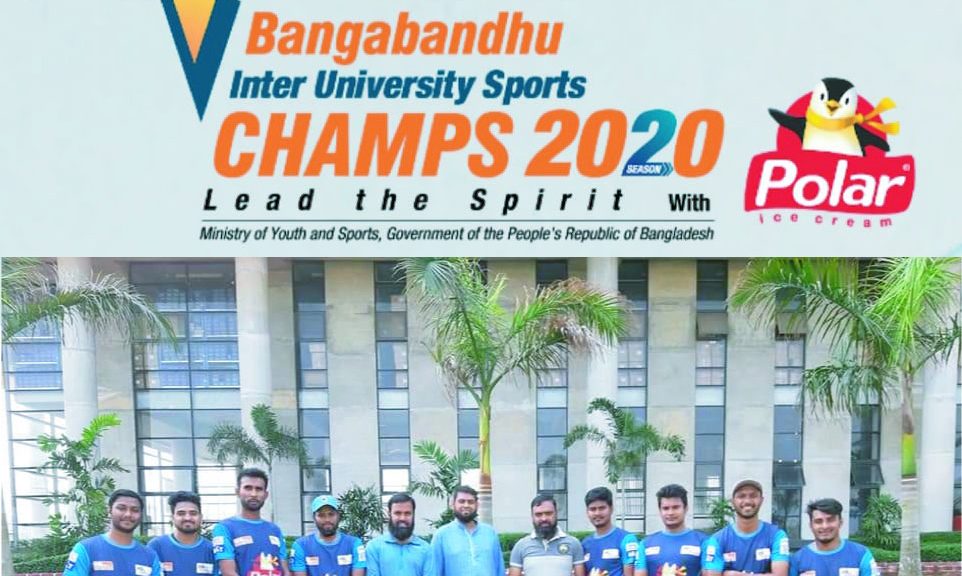 Bangabandhu
Inter University Sports
CHAMPS 2020
SEASON
Lead the Spirit With
Polar®
ice cream
Ministry of Youth and Sports, Government of the People's Republic of Bangladesh